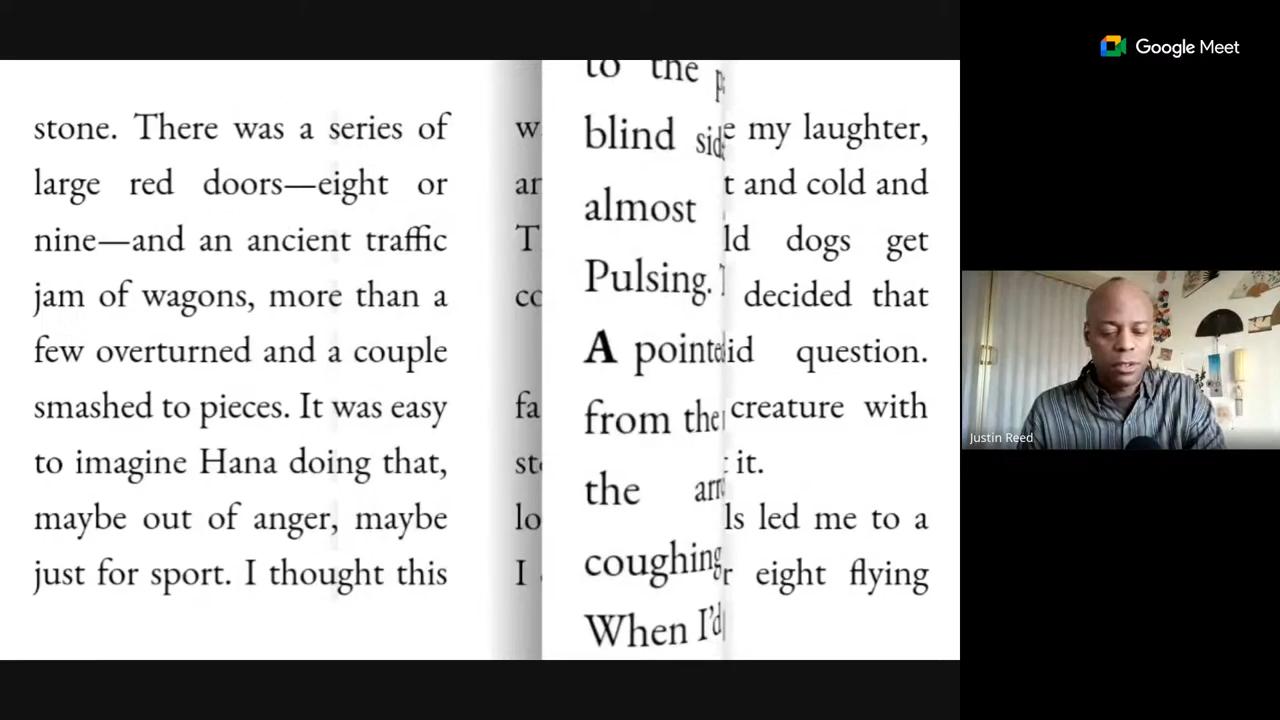 stone. There was a series of
large red doors—eight or
nine—and an ancient traffic
jam of wagons, more than a
few overturned and a couple
smashed to pieces. It was easy
to imagine Hana doing that,
maybe out of anger, maybe
just for sport. I thought this
to the
blind
almost
Pulsing.
A
from the
the
coughing
When I'd
my laughter,
and cold and
dogs get
decided that
question.
creature with
it.
led me to a
eight flying
Google Meet
Justin Reed